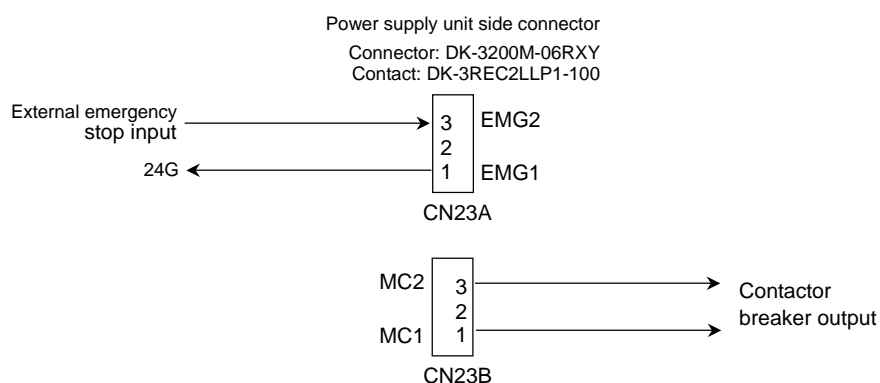 Power supply unit side connector
Connector: DK-3200M-06RXY
Contact: DK-3REC2LLP1-100
External emergency
stop input
3 EMG2
2
24G
1 EMG1
CN23A
MC2 3
2
MC1 1
Contactor
breaker output
CN23B